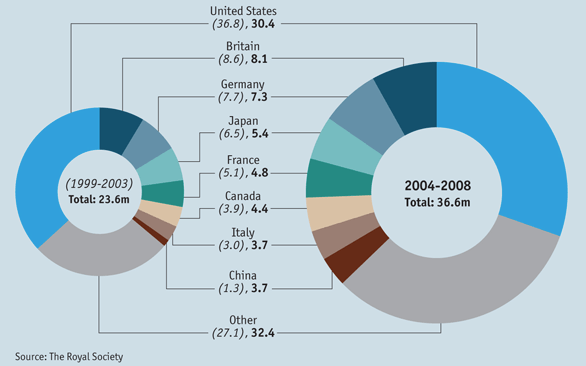 United States
(36.8), 30.4
Britain
(8.6), 8.1
Germany
(7.7), 7.3
Japan
(6.5), 5.4
France
(5.1), 4.8
Canada
(3.9), 4.4
Italy
(3.0), 3.7
China
(1.3), 3.7
Other
(27.1), 32.4
(1999-2003)
Total: 23.6m
2004-2008
Total: 36.6m
Source: The Royal Society